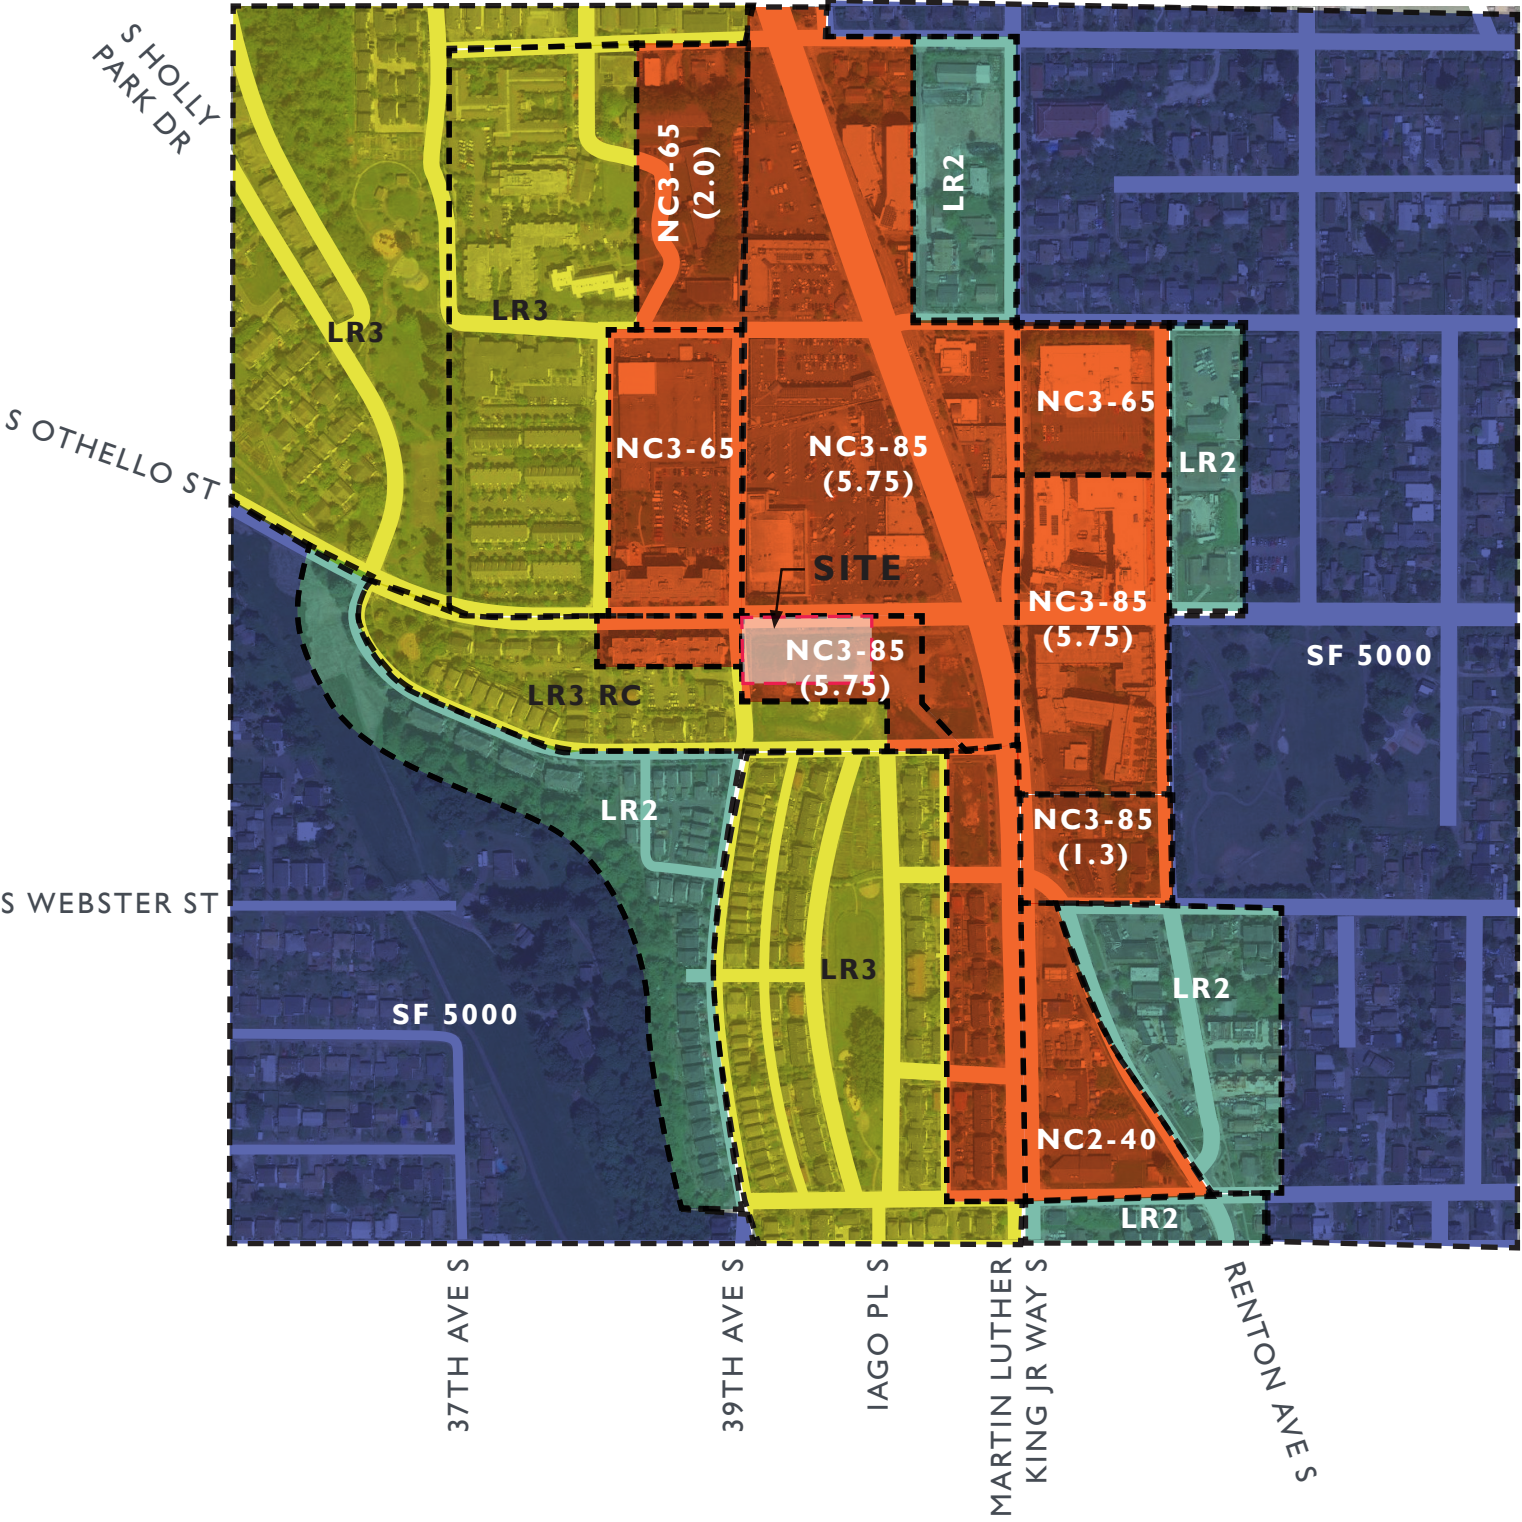 S HOLLY
PARK DR
NC3-65
(2.0)
LR2
LR3
LR3
S OTHELLO ST
NC3-65
NC3-85
(5.75)
NC3-65
LR2
SITE
NC3-85
(5.75)
NC3-85
(5.75)
SF 5000
LR3 RC
LR2
NC3-85
(1.3)
S WEBSTER ST
LR3
LR2
SF 5000
NC2-40
LR2
37TH AVE S
39TH AVE S
IAGO PL S
MARTIN LUTHER
KING JR WAY S
RENTON AVE S